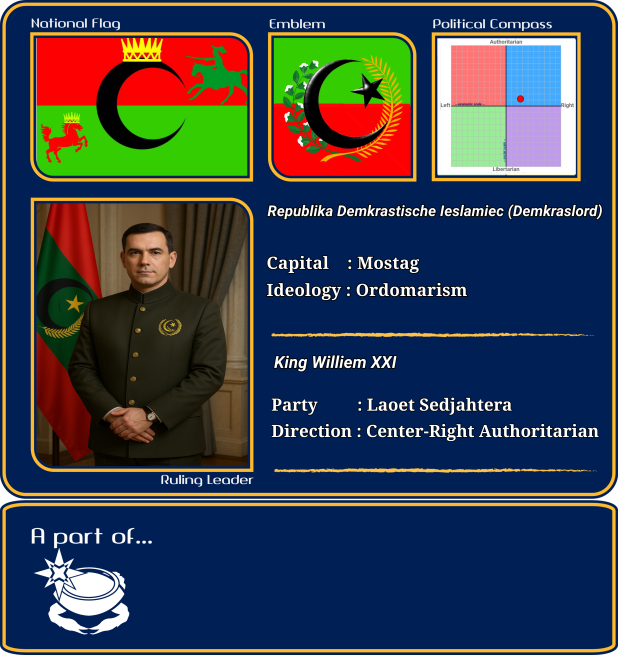 National Flag
Emblem
Political Compass
Authoritarian
Left
Right
Libertarian
Republika Demkrastische Ieslamiec (Demkraslord)
Capital : Mostag
Ideology : Ordomarism
King Williem XXI
Party : Laoet Sedjahtera
Direction : Center-Right Authoritarian
Ruling Leader
A part of...